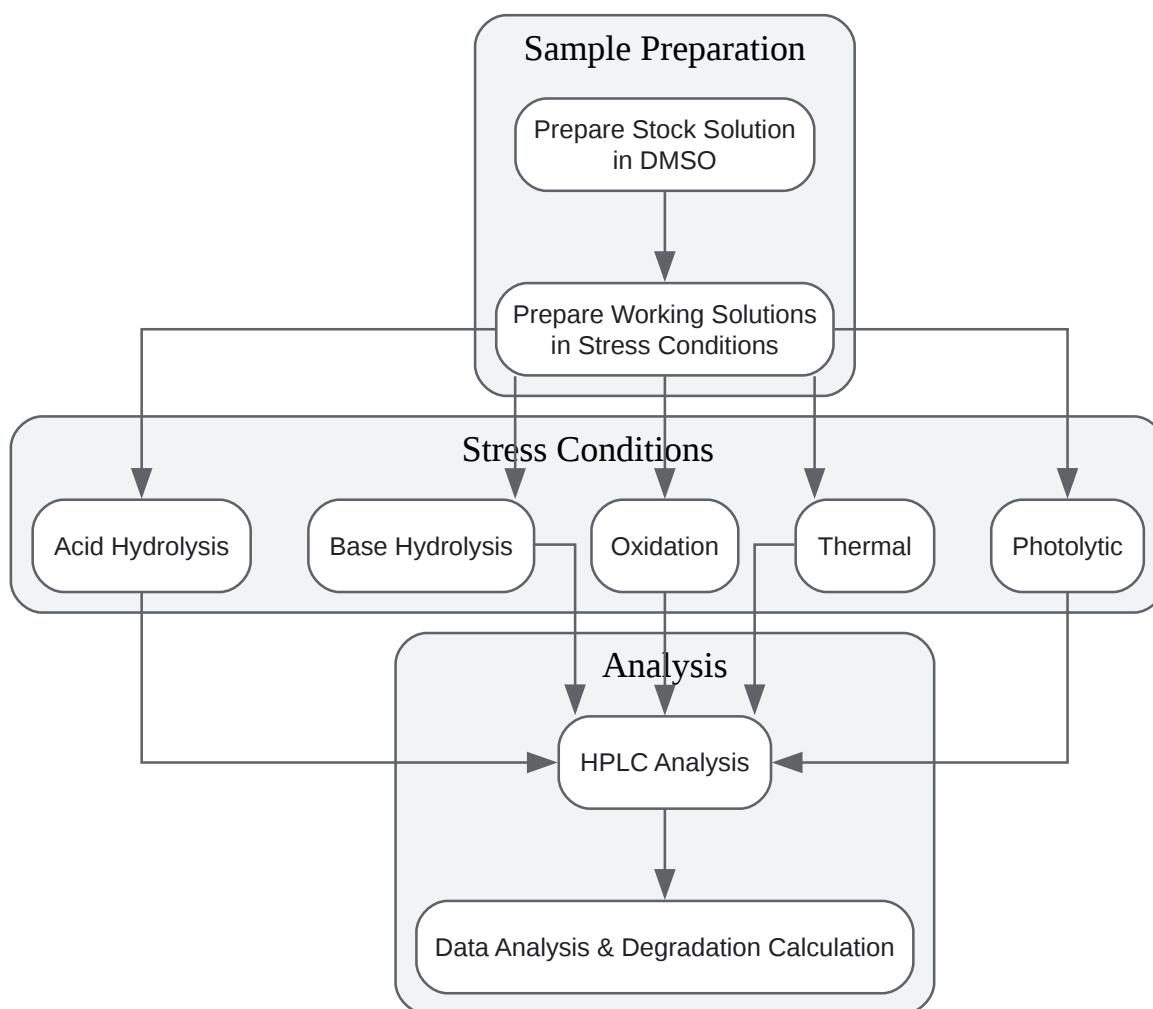 Sample Preparation
Prepare Stock Solution
in DMSO
Prepare Working Solutions
in Stress Conditions
Stress Conditions
Acid Hydrolysis
Base Hydrolysis
Oxidation
Thermal
Photolytic
Analysis
HPLC Analysis
Data Analysis & Degradation Calculation